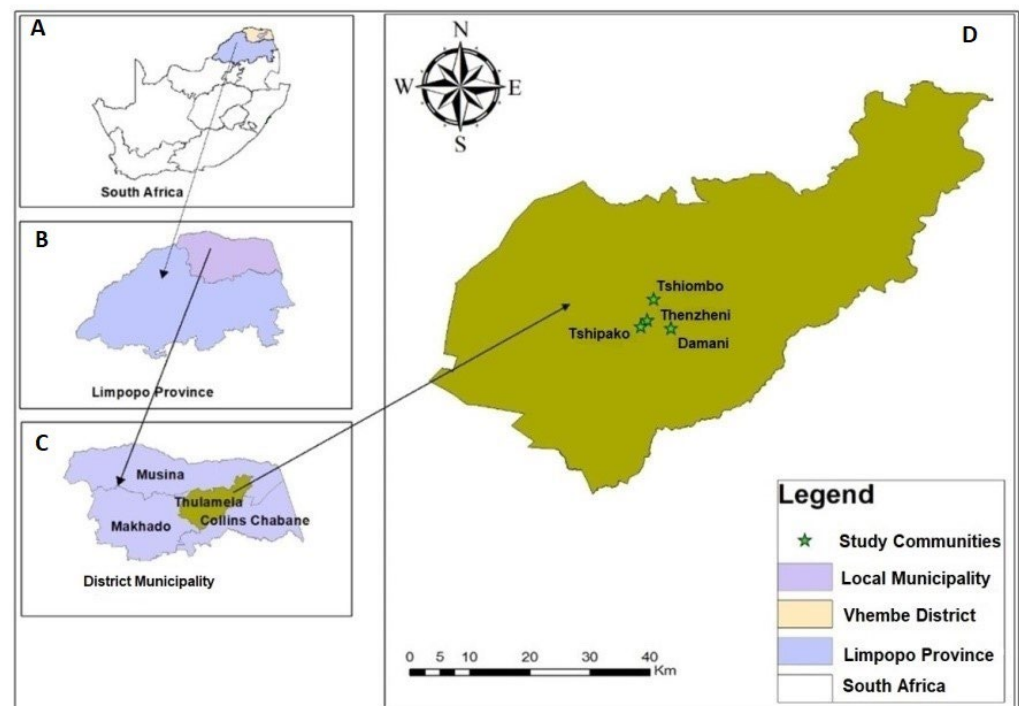 A
South Africa
B
Limpopo Province
C
Musina
Thulamela
Makhado
Collins Chabane
District Municipality
D
N
W E
S
Tshiombo
Thenzheni
Tshipako
Damani
Legend
Study Communities
Local Municipality
Vhembe District
Limpopo Province
South Africa
0 5 10 20 30 40
Km